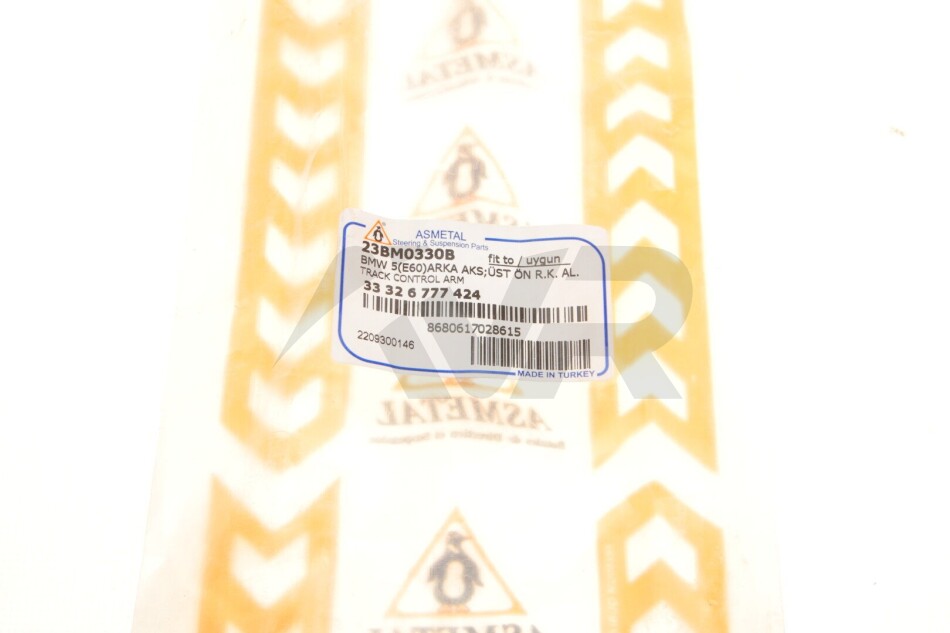 ASMETAL
ASMETAL
Steering & Suspension Parts
23BM0330B fit to / uygun
BMW 5(E60)ARKA AKS;ÜST ÖN R.K. AL.
TRACK CONTROL ARM
33 32 6 777 424
8680617028615
2209300146
MADE IN TURKEY
ASMETAL